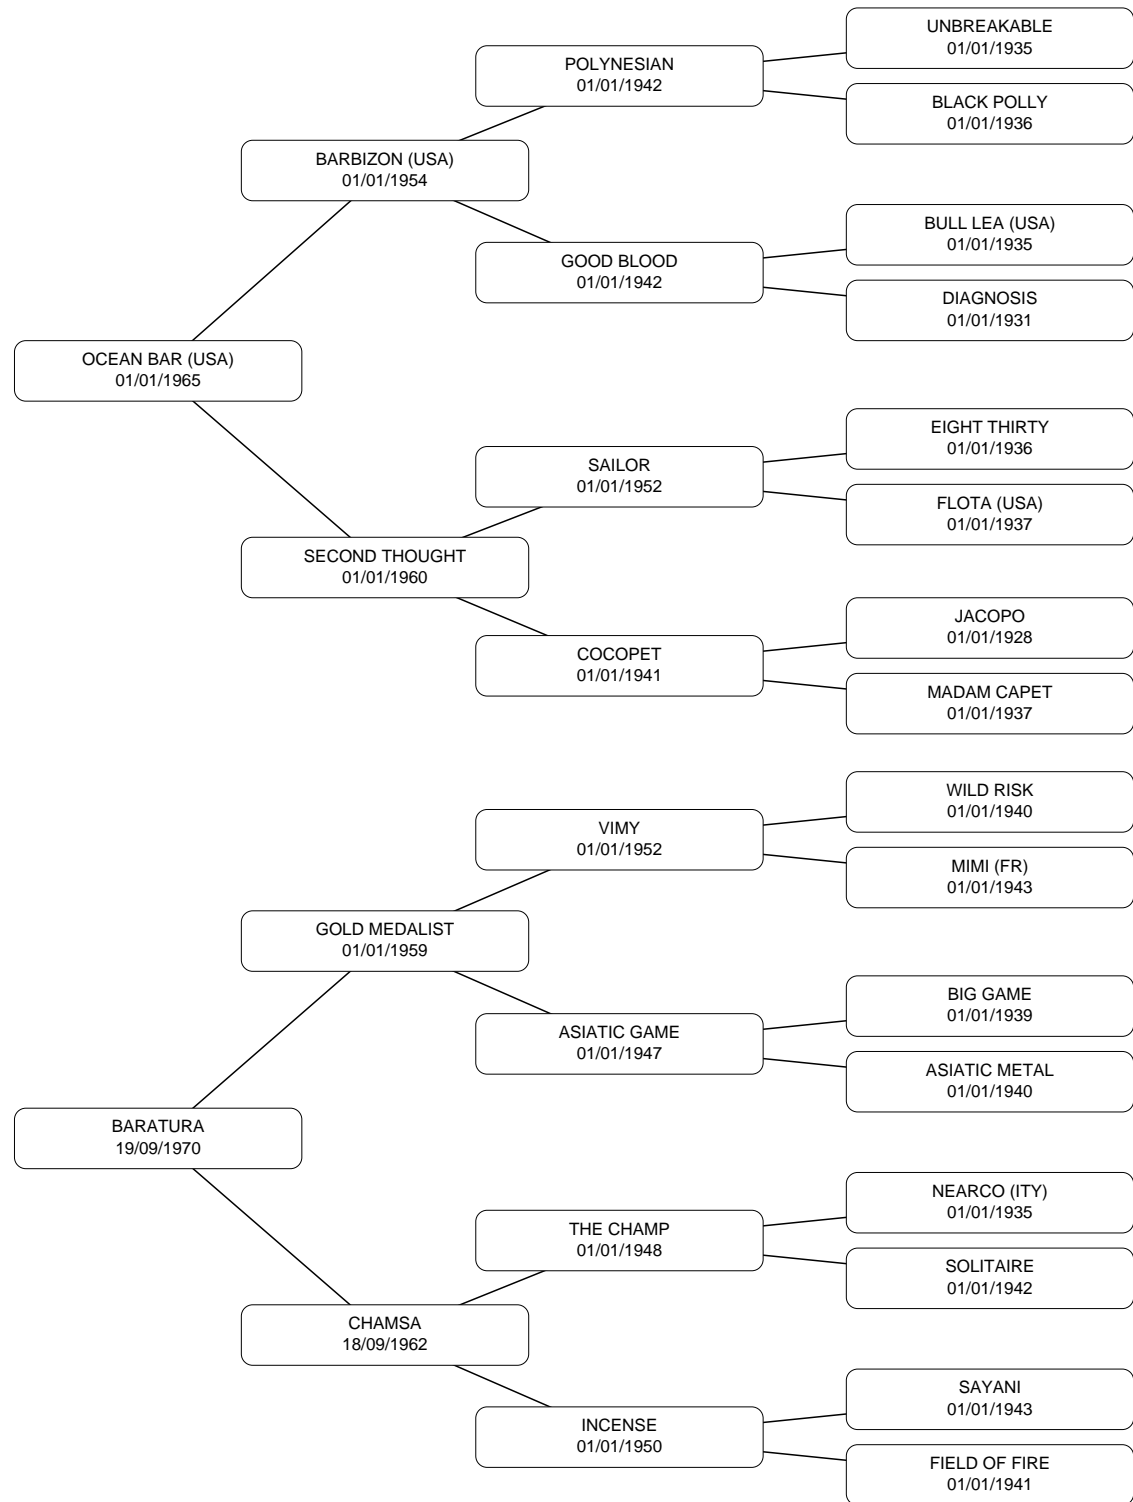 UNBREAKABLE
01/01/1935
POLYNESIAN
01/01/1942
BLACK POLLY
01/01/1936
BARBIZON (USA)
01/01/1954
BULL LEA (USA)
01/01/1935
GOOD BLOOD
01/01/1942
DIAGNOSIS
01/01/1931
OCEAN BAR (USA)
01/01/1965
EIGHT THIRTY
01/01/1936
SAILOR
01/01/1952
FLOTA (USA)
01/01/1937
SECOND THOUGHT
01/01/1960
JACOPO
01/01/1928
COCOPET
01/01/1941
MADAM CAPET
01/01/1937
WILD RISK
01/01/1940
VIMY
01/01/1952
MIMI (FR)
01/01/1943
GOLD MEDALIST
01/01/1959
BIG GAME
01/01/1939
ASIATIC GAME
01/01/1947
ASIATIC METAL
01/01/1940
BARATURA
19/09/1970
NEARCO (ITY)
01/01/1935
THE CHAMP
01/01/1948
SOLITAIRE
01/01/1942
CHAMSA
18/09/1962
SAYANI
01/01/1943
INCENSE
01/01/1950
FIELD OF FIRE
01/01/1941